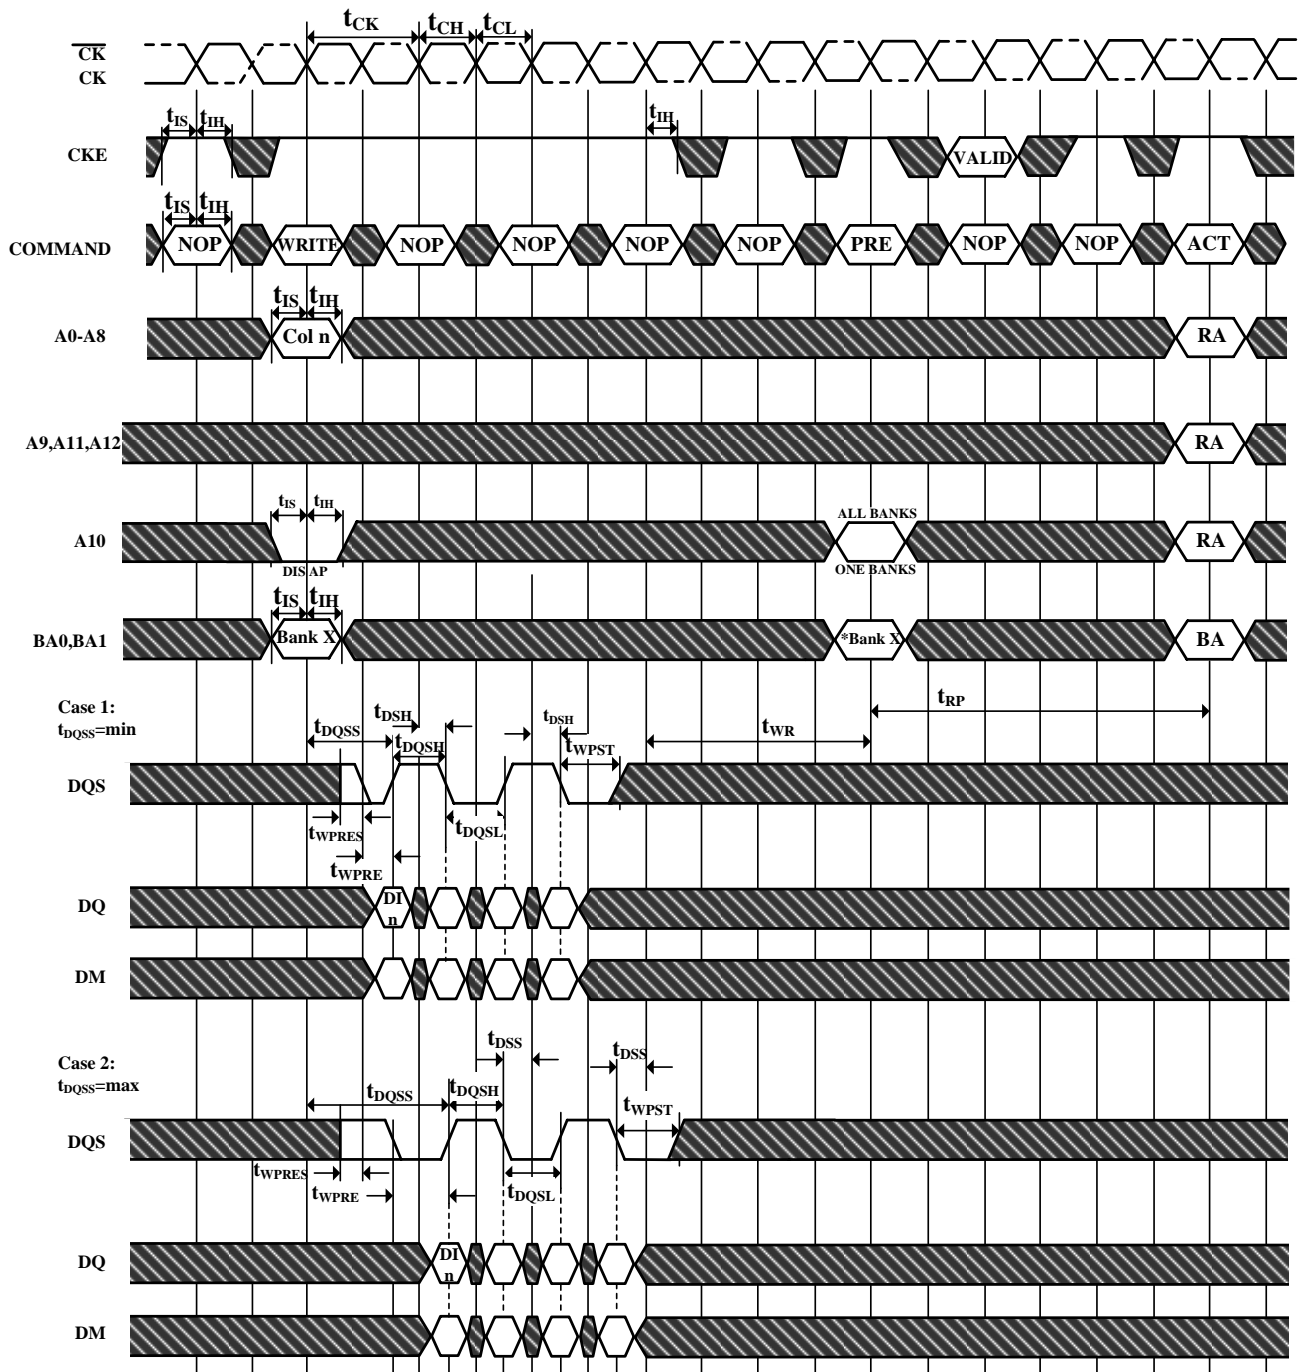 tCK tCH tCL
CK
CK
tIS tIH tIH
CKE VALID
tIS tIH
COMMAND NOP WRITE NOP NOP NOP NOP PRE NOP NOP ACT
tIS tIH
A0-A8 Col n RA
A9,A11,A12 RA
tIS tIH ALL BANKS
A10 RA
DIS AP ONE BANKS
tIS tIH
BA0,BA1 Bank X *Bank X BA
Case 1:
tDQSS=min
tDQSS tDSH tDSH tWR tRP
tDQSH tWPST
DQS
tWPRES tDQSL
tWPRE
DQ DI n
DM
Case 2:
tDQSS=max
tDSS tDSS
tDQSS tDQSH tWPST
DQS
tWPRES tWPRE tDQSL
DQ DI n
DM